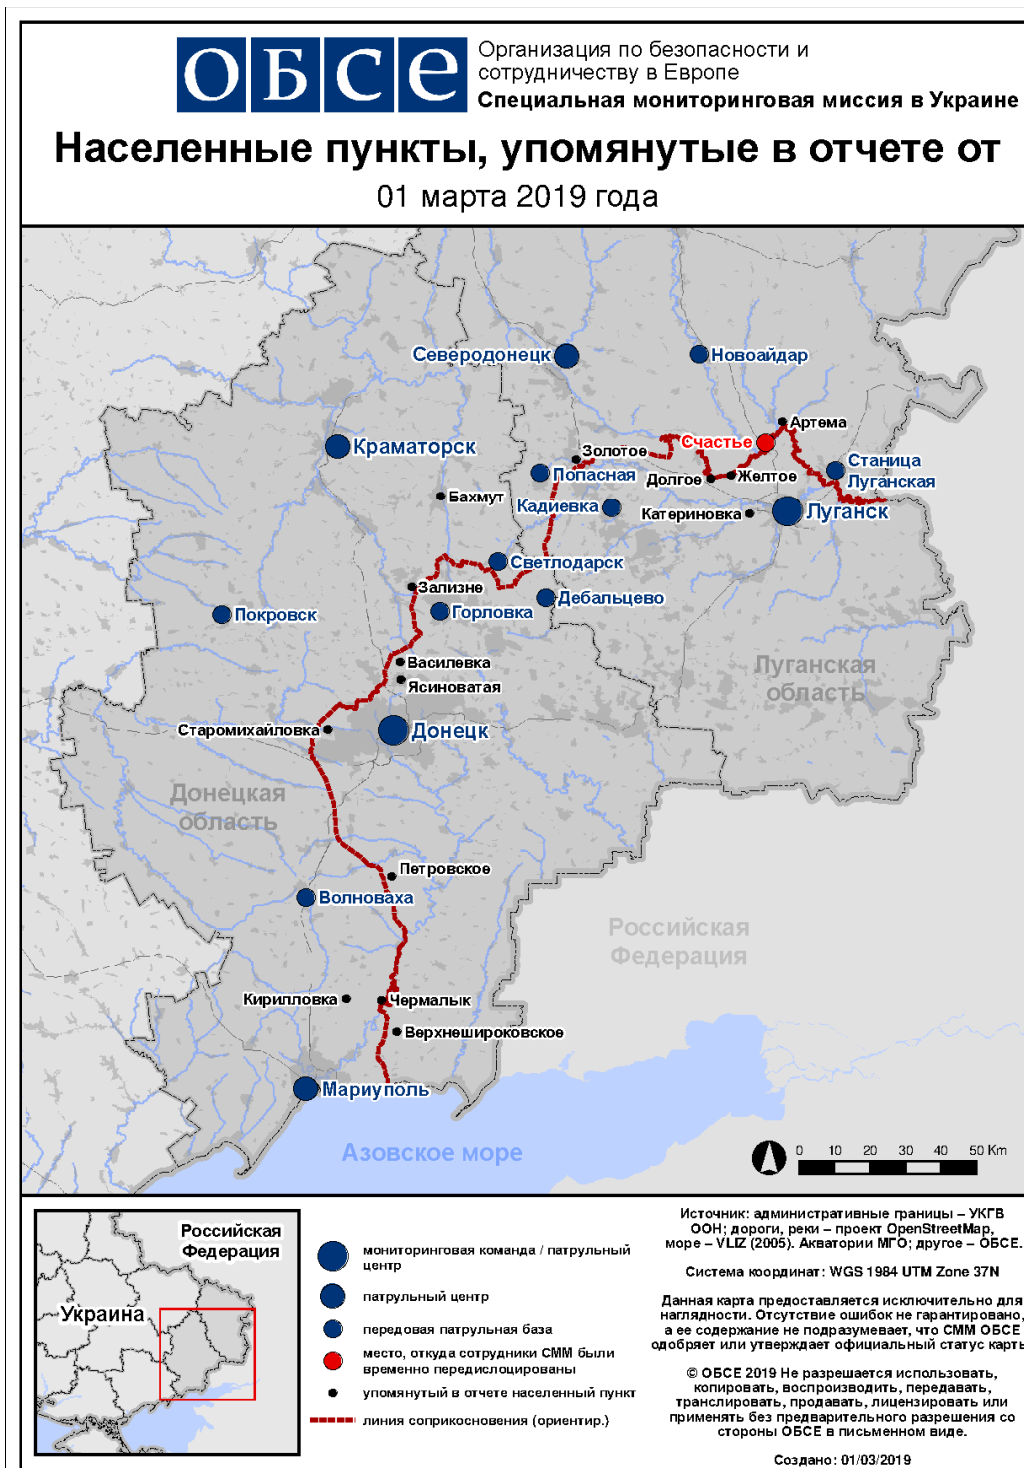 ОБСЕ
Организация по безопасности и
сотрудничеству в Европе
Специальная мониторинговая миссия в Украине
Населенные пункты, упомянутые в отчете от
01 марта 2019 года
Северодонецк
Новоайдар
Артема
Краматорск
Счастье
Золотое
Станица
Луганская
Попасная
Долгое
Желтое
Бахмут
Кадиевка
Катериновка
Луганск
Светлодарск
Зализне
Дебальцево
Горловка
Покровск
Василевка
Луганская
область
Ясиноватая
Старомихайловка
Донецк
Донецкая
область
Петровское
Волноваха
Российская
Федерация
Кирилловка
Чермалык
Верхнешироковское
Мариуполь
Азовское море
0 10 20 30 40 50 Km
Российская
Федерация
Украина
мониторинговая команда / патрульный
центр
патрульный центр
передовая патрульная база
место, откуда сотрудники СММ были
временно передислоцированы
упомянутый в отчете населенный пункт
линия соприкосновения (ориентир.)
Источник: административные границы – УКГВ
ООН; дороги, реки – проект OpenStreetMap,
море – VLIZ (2005). Акватории МГО; другое – ОБСЕ.
Система координат: WGS 1984 UTM Zone 37N
Данная карта предоставляется исключительно для
наглядности. Отсутствие ошибок не гарантировано,
а ее содержание не подразумевает, что СММ ОБСЕ
одобряет или утверждает официальный статус карты
© ОБСЕ 2019 Не разрешается использовать,
копировать, воспроизводить, передавать,
транслировать, продавать, лицензировать или
применять без предварительного разрешения со
стороны ОБСЕ в письменном виде.
Создано: 01/03/2019